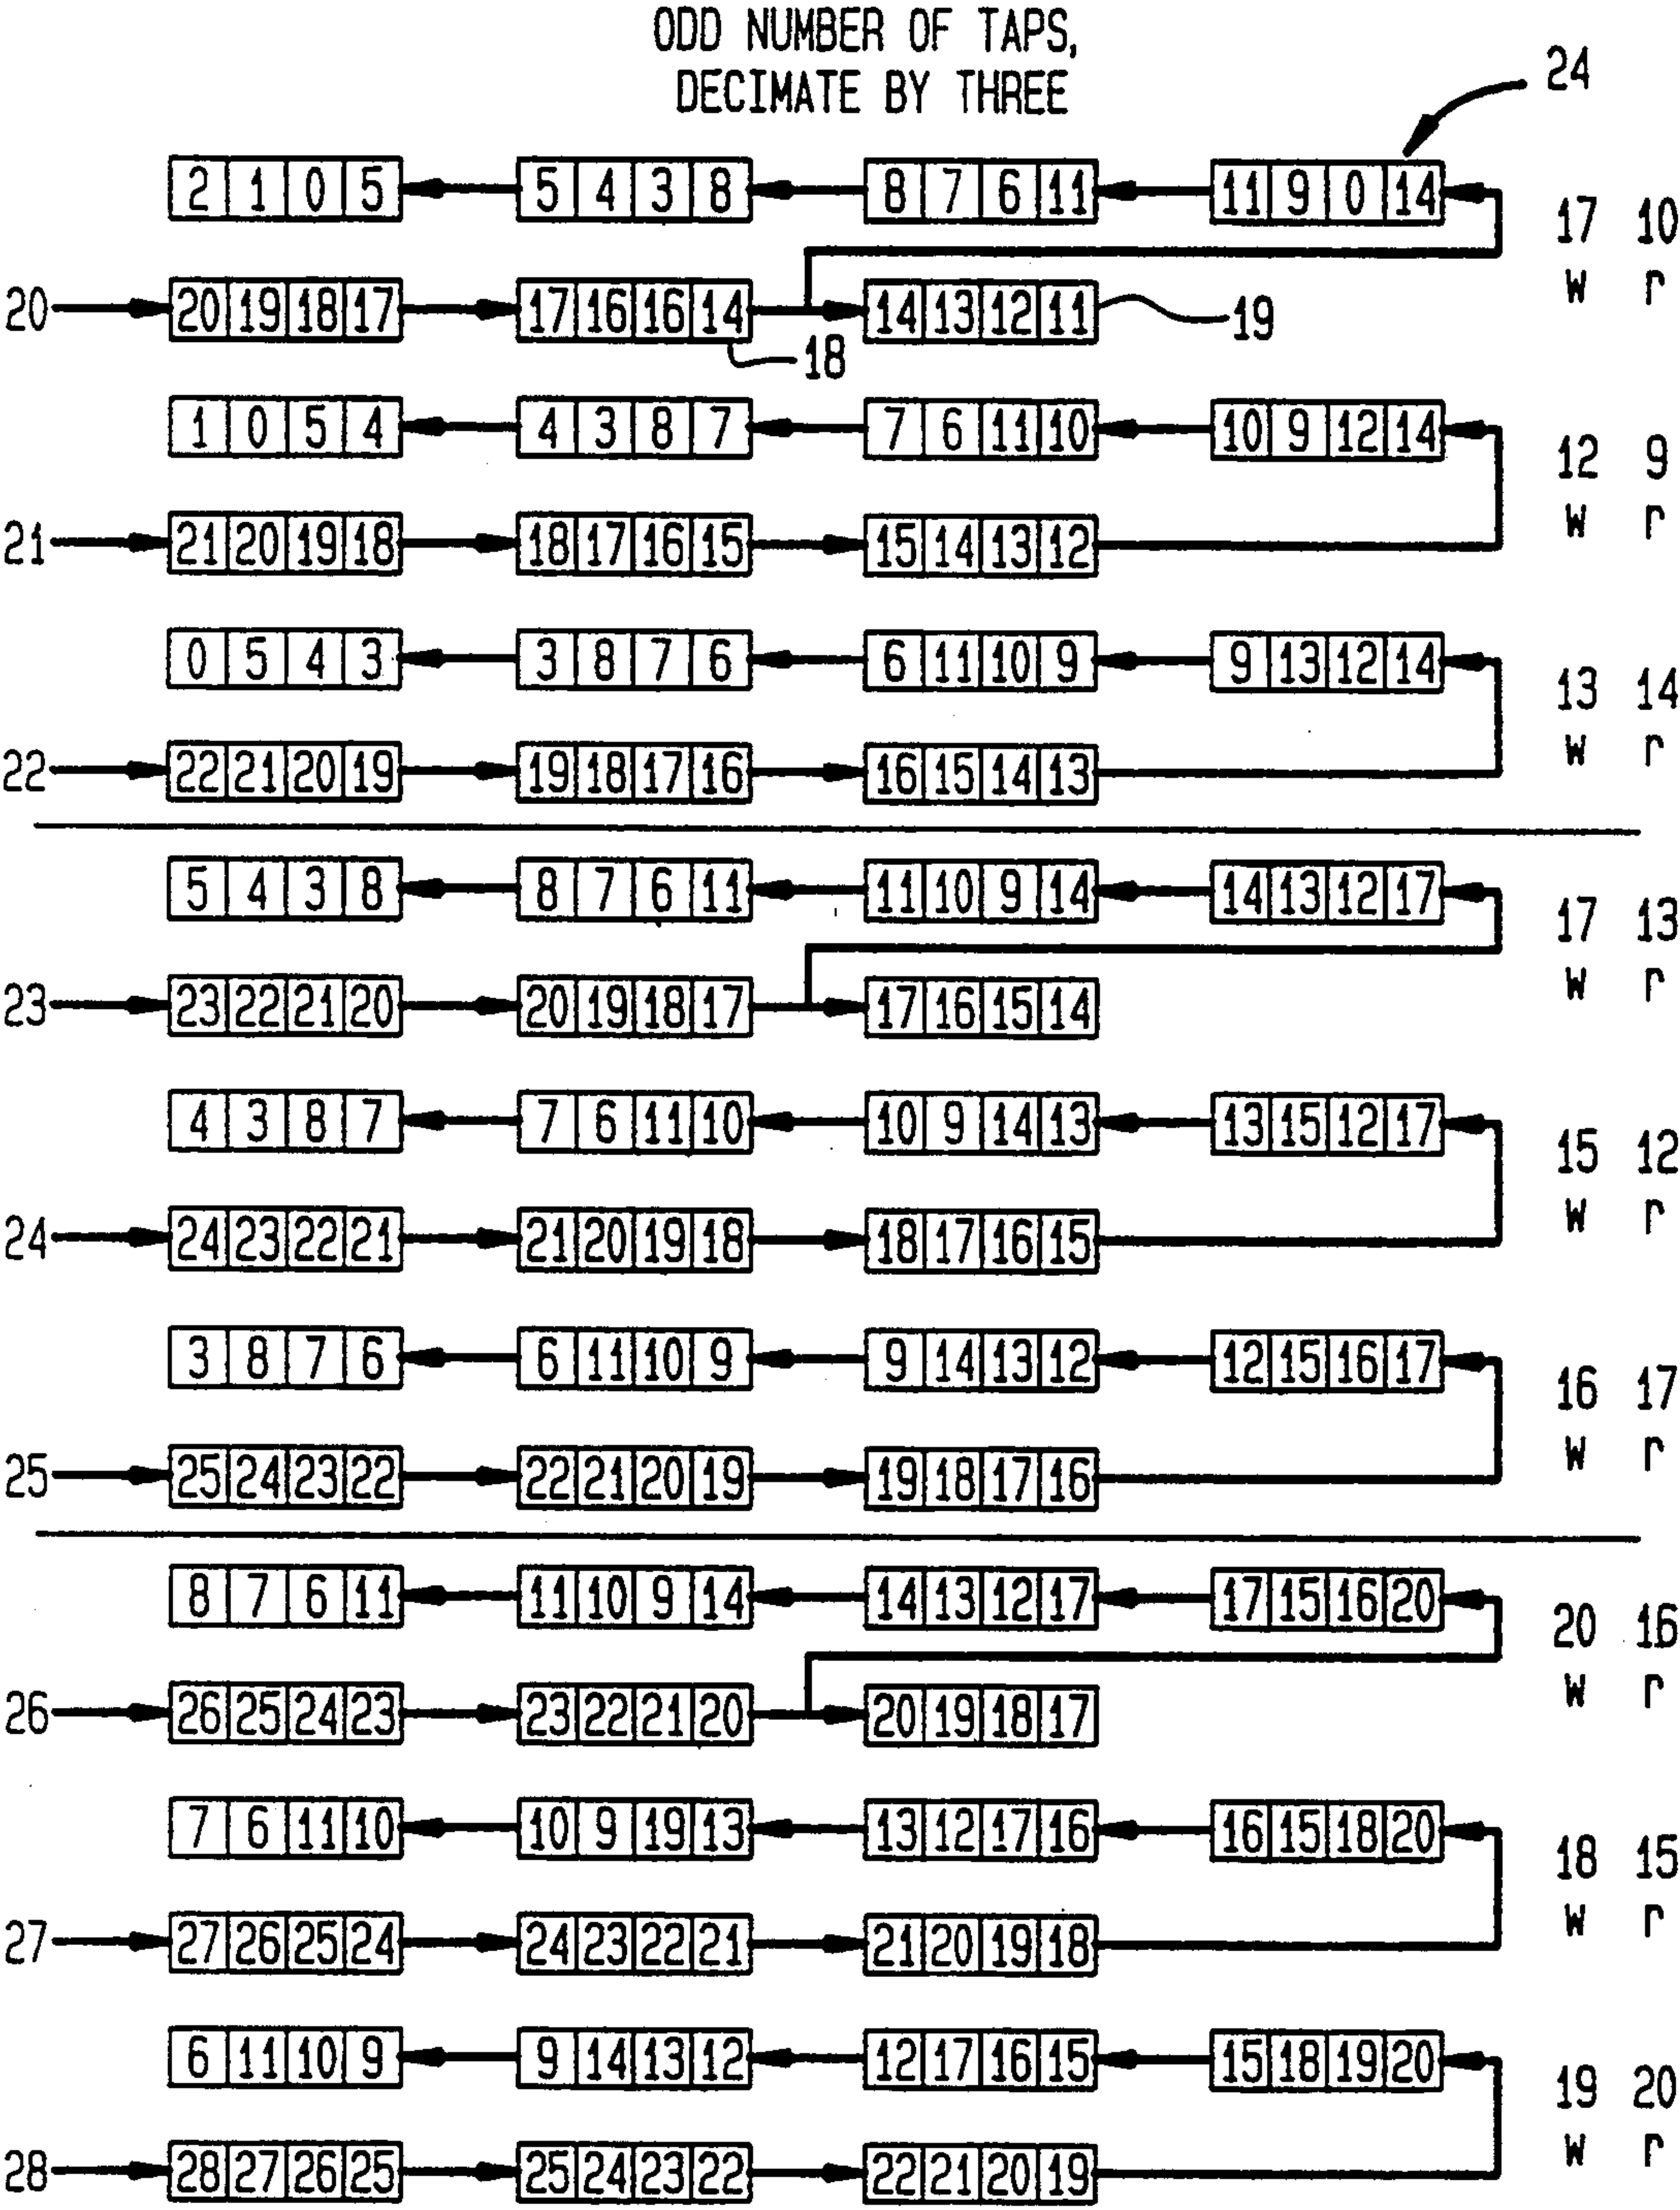 ODD NUMBER OF TAPS,
DECIMATE BY THREE
24
2 1 0 5 5 4 3 8 8 7 6 11 11 9 0 14
17 10
W r
20 20 19 18 17 17 16 16 14 14 13 12 11 19
18
1 0 5 4 4 3 8 7 7 6 11 10 10 9 12 14
12 9
W r
21 21 20 19 18 18 17 16 15 15 14 13 12
0 5 4 3 3 8 7 6 6 11 10 9 9 13 12 14
13 14
W r
22 22 21 20 19 19 18 17 16 16 15 14 13
5 4 3 8 8 7 6 11 11 10 9 14 14 13 12 17
17 13
W r
23 23 22 21 20 20 19 18 17 17 16 15 14
4 3 8 7 7 6 11 10 10 9 14 13 13 15 12 17
15 12
W r
24 24 23 22 21 21 20 19 18 18 17 16 15
3 8 7 6 6 11 10 9 9 14 13 12 12 15 16 17
16 17
W r
25 25 24 23 22 22 21 20 19 19 18 17 16
8 7 6 11 11 10 9 14 14 13 12 17 17 15 16 20
20 16
W r
26 26 25 24 23 23 22 21 20 20 19 18 17
7 6 11 10 10 9 19 13 13 12 17 16 16 15 18 20
18 15
W r
27 27 26 25 24 24 23 22 21 21 20 19 18
6 11 10 9 9 14 13 12 12 17 16 15 15 18 19 20
19 20
W r
28 28 27 26 25 25 24 23 22 22 21 20 19